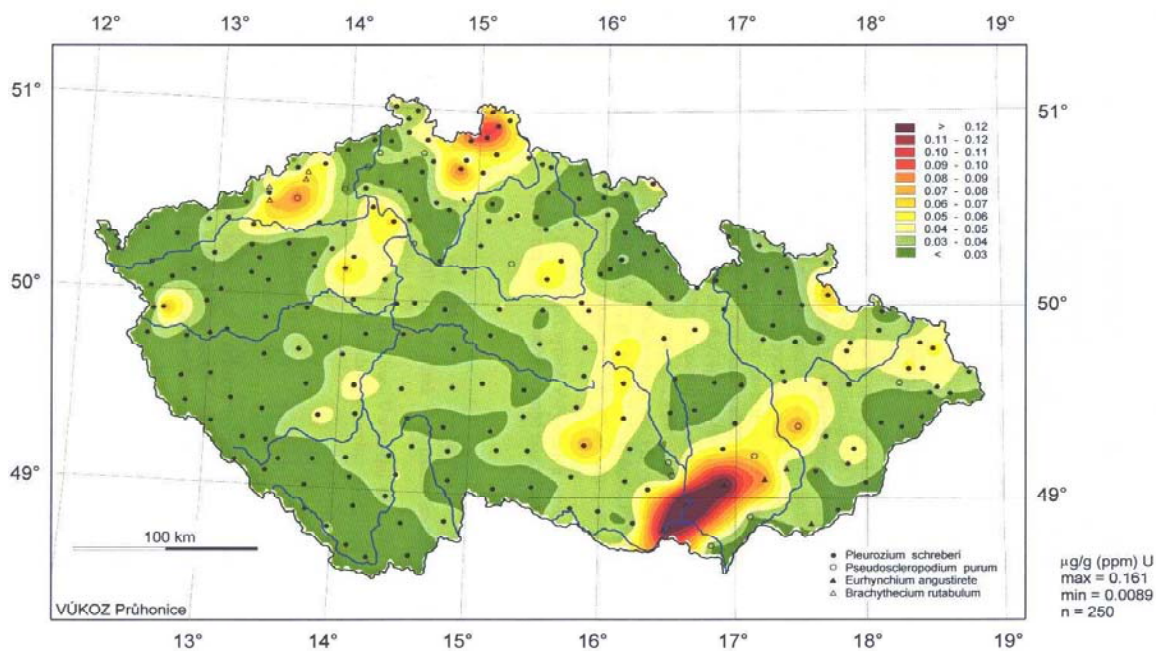 12° 13° 14° 15° 16° 17° 18° 19°
51° 51°
> 0.12
0.11 - 0.12
0.10 - 0.11
0.09 - 0.10
0.08 - 0.09
0.07 - 0.08
0.06 - 0.07
0.05 - 0.06
0.04 - 0.05
0.03 - 0.04
< 0.03
50° 50°
49° 49°
100 km
Pleurozium schreberi
Pseudoscleropodium purum
Eurhynchium angustirete
Brachythecium rutabulum
VÚKOZ Průhonice
µg/g (ppm) U
max = 0.161
min = 0.0089
n = 250
13° 14° 15° 16° 17° 18° 19°